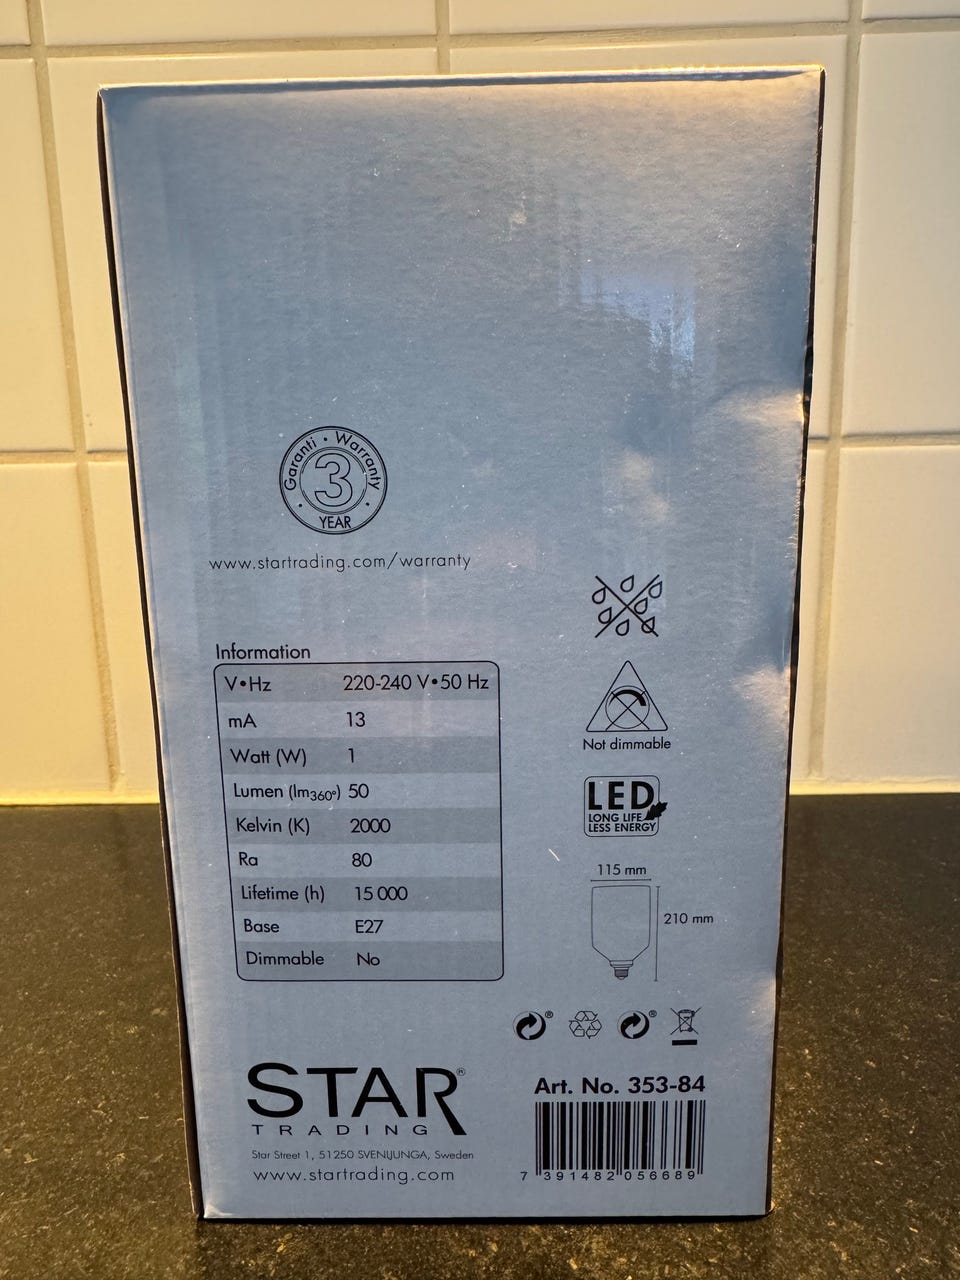 Garanti • Warranty
3
YEAR
www.startrading.com/warranty
Information
V•Hz 220-240 V•50 Hz
mA 13
Watt (W) 1
Lumen (lm360°) 50
Kelvin (K) 2000
Ra 80
Lifetime (h) 15 000
Base E27
Dimmable No
Not dimmable
LED
LONG LIFE
LESS ENERGY
115 mm
210 mm
STAR®
TRADING
Star Street 1, 51250 SVENLJUNGA, Sweden
www.startrading.com
Art. No. 353-84
7 391482 056689